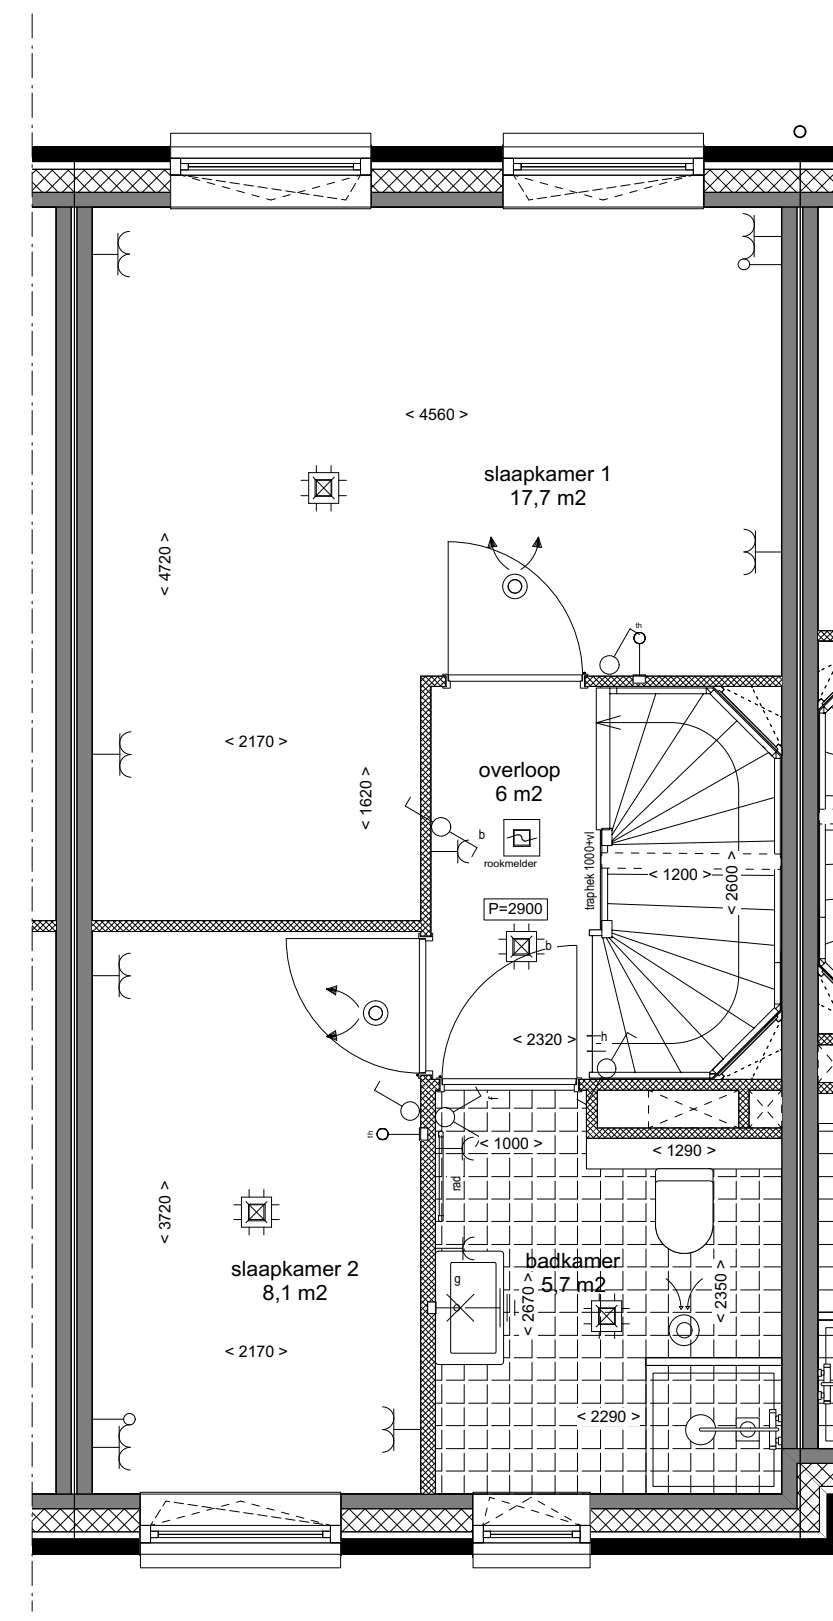 < 4560 >
slaapkamer 1
17,7 m2
< 4720 >
th
< 2170 >
< 1620 >
overloop
6 m2
b
rookmelder
traphek 1000+vl
< 1200 >
< 2600 >
P=2900
b
< 2320 >
h
f
th
< 1000 >
< 1290 >
rad
< 3720 >
slaapkamer 2
8,1 m2
badkamer
5,7 m2
g
< 2670 >
< 2350 >
< 2170 >
< 2290 >